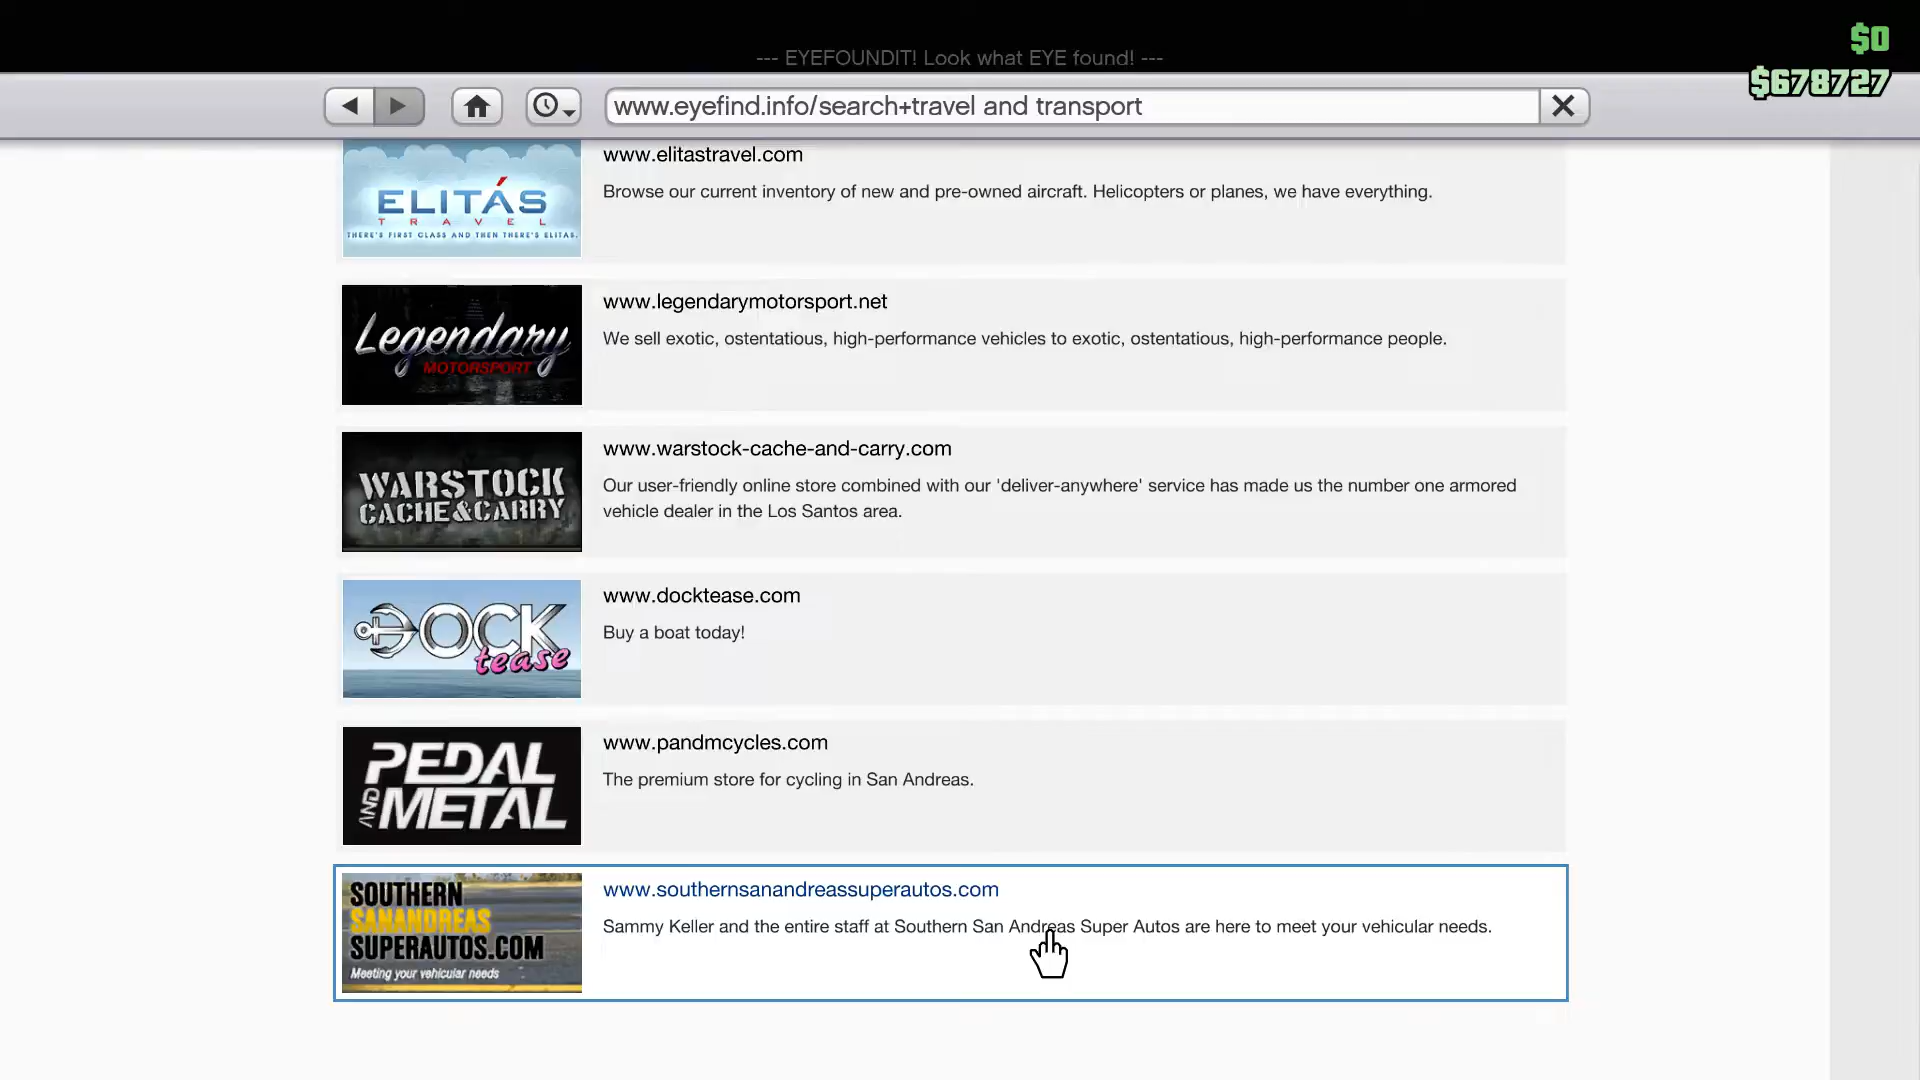 $0
--- EYEFOUNDIT! Look what EYE found! ---
$678727
www.eyefind.info/search+travel and transport
ELITÁS
TRAVEL
THERE'S FIRST CLASS AND THEN THERE'S ELITAS.
www.elitastravel.com
Browse our current inventory of new and pre-owned aircraft. Helicopters or planes, we have everything.
Legendary
MOTORSPORT
www.legendarymotorsport.net
We sell exotic, ostentatious, high-performance vehicles to exotic, ostentatious, high-performance people.
WARSTOCK
CACHE&CARRY
www.warstock-cache-and-carry.com
Our user-friendly online store combined with our 'deliver-anywhere' service has made us the number one armored
vehicle dealer in the Los Santos area.
DOCK
tease
www.docktease.com
Buy a boat today!
PEDAL
AND METAL
www.pandmcycles.com
The premium store for cycling in San Andreas.
SOUTHERN
SANANDREAS
SUPERAUTOS.COM
Meeting your vehicular needs
www.southernsanandreassuperautos.com
Sammy Keller and the entire staff at Southern San Andreas Super Autos are here to meet your vehicular needs.